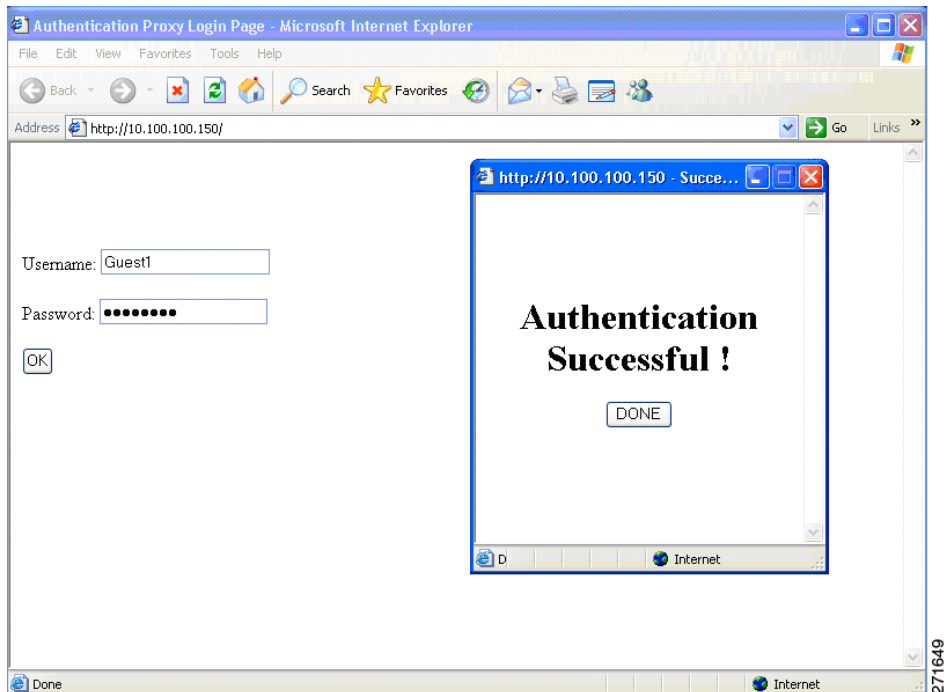 Authentication Proxy Login Page - Microsoft Internet Explorer
File Edit View Favorites Tools Help
Back Search Favorites
Address http://10.100.100.150/ Go Links »
http://10.100.100.150 - Succe...
Username: Guest1
Password: ••••••••
OK
Authentication
Successful !
DONE
D Internet
Done Internet
271649